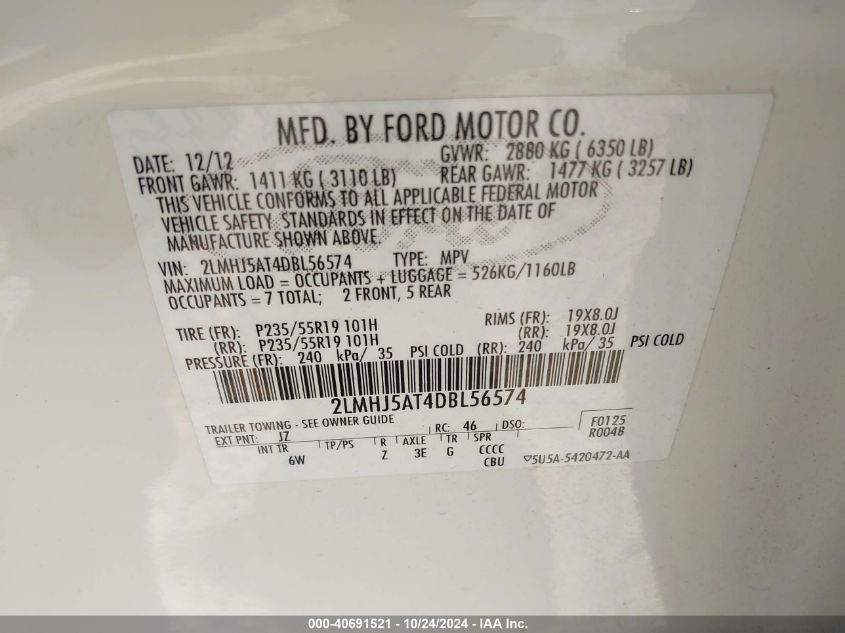 MFD. BY FORD MOTOR CO.
DATE: 12/12 GVWR: 2880 KG ( 6350 LB)
FRONT GAWR: 1411 KG ( 3110 LB) REAR GAWR: 1477 KG ( 3257 LB)
THIS VEHICLE CONFORMS TO ALL APPLICABLE FEDERAL MOTOR
VEHICLE SAFETY STANDARDS IN EFFECT ON THE DATE OF
MANUFACTURE SHOWN ABOVE.
VIN: 2LMHJ5AT4DBL56574 TYPE: MPV
MAXIMUM LOAD = OCCUPANTS + LUGGAGE = 526KG/1160LB
OCCUPANTS = 7 TOTAL; 2 FRONT, 5 REAR
TIRE (FR): P235/55R19 101H RIMS (FR): 19X8.0J
(RR): P235/55R19 101H (RR): 19X8.0J
PRESSURE (FR): 240 kPa/ 35 PSI COLD (RR): 240 kPa/ 35 PSI COLD
2LMHJ5AT4DBL56574
TRAILER TOWING - SEE OWNER GUIDE
EXT PNT: JZ RC: 46 DSO: F0125
INT TR TP/PS R AXLE TR SPR R0048
6W Z 3E G CCCC
CBU ▽5U5A-5420472-AA
000-40691521 - 10/24/2024 - IAA Inc.